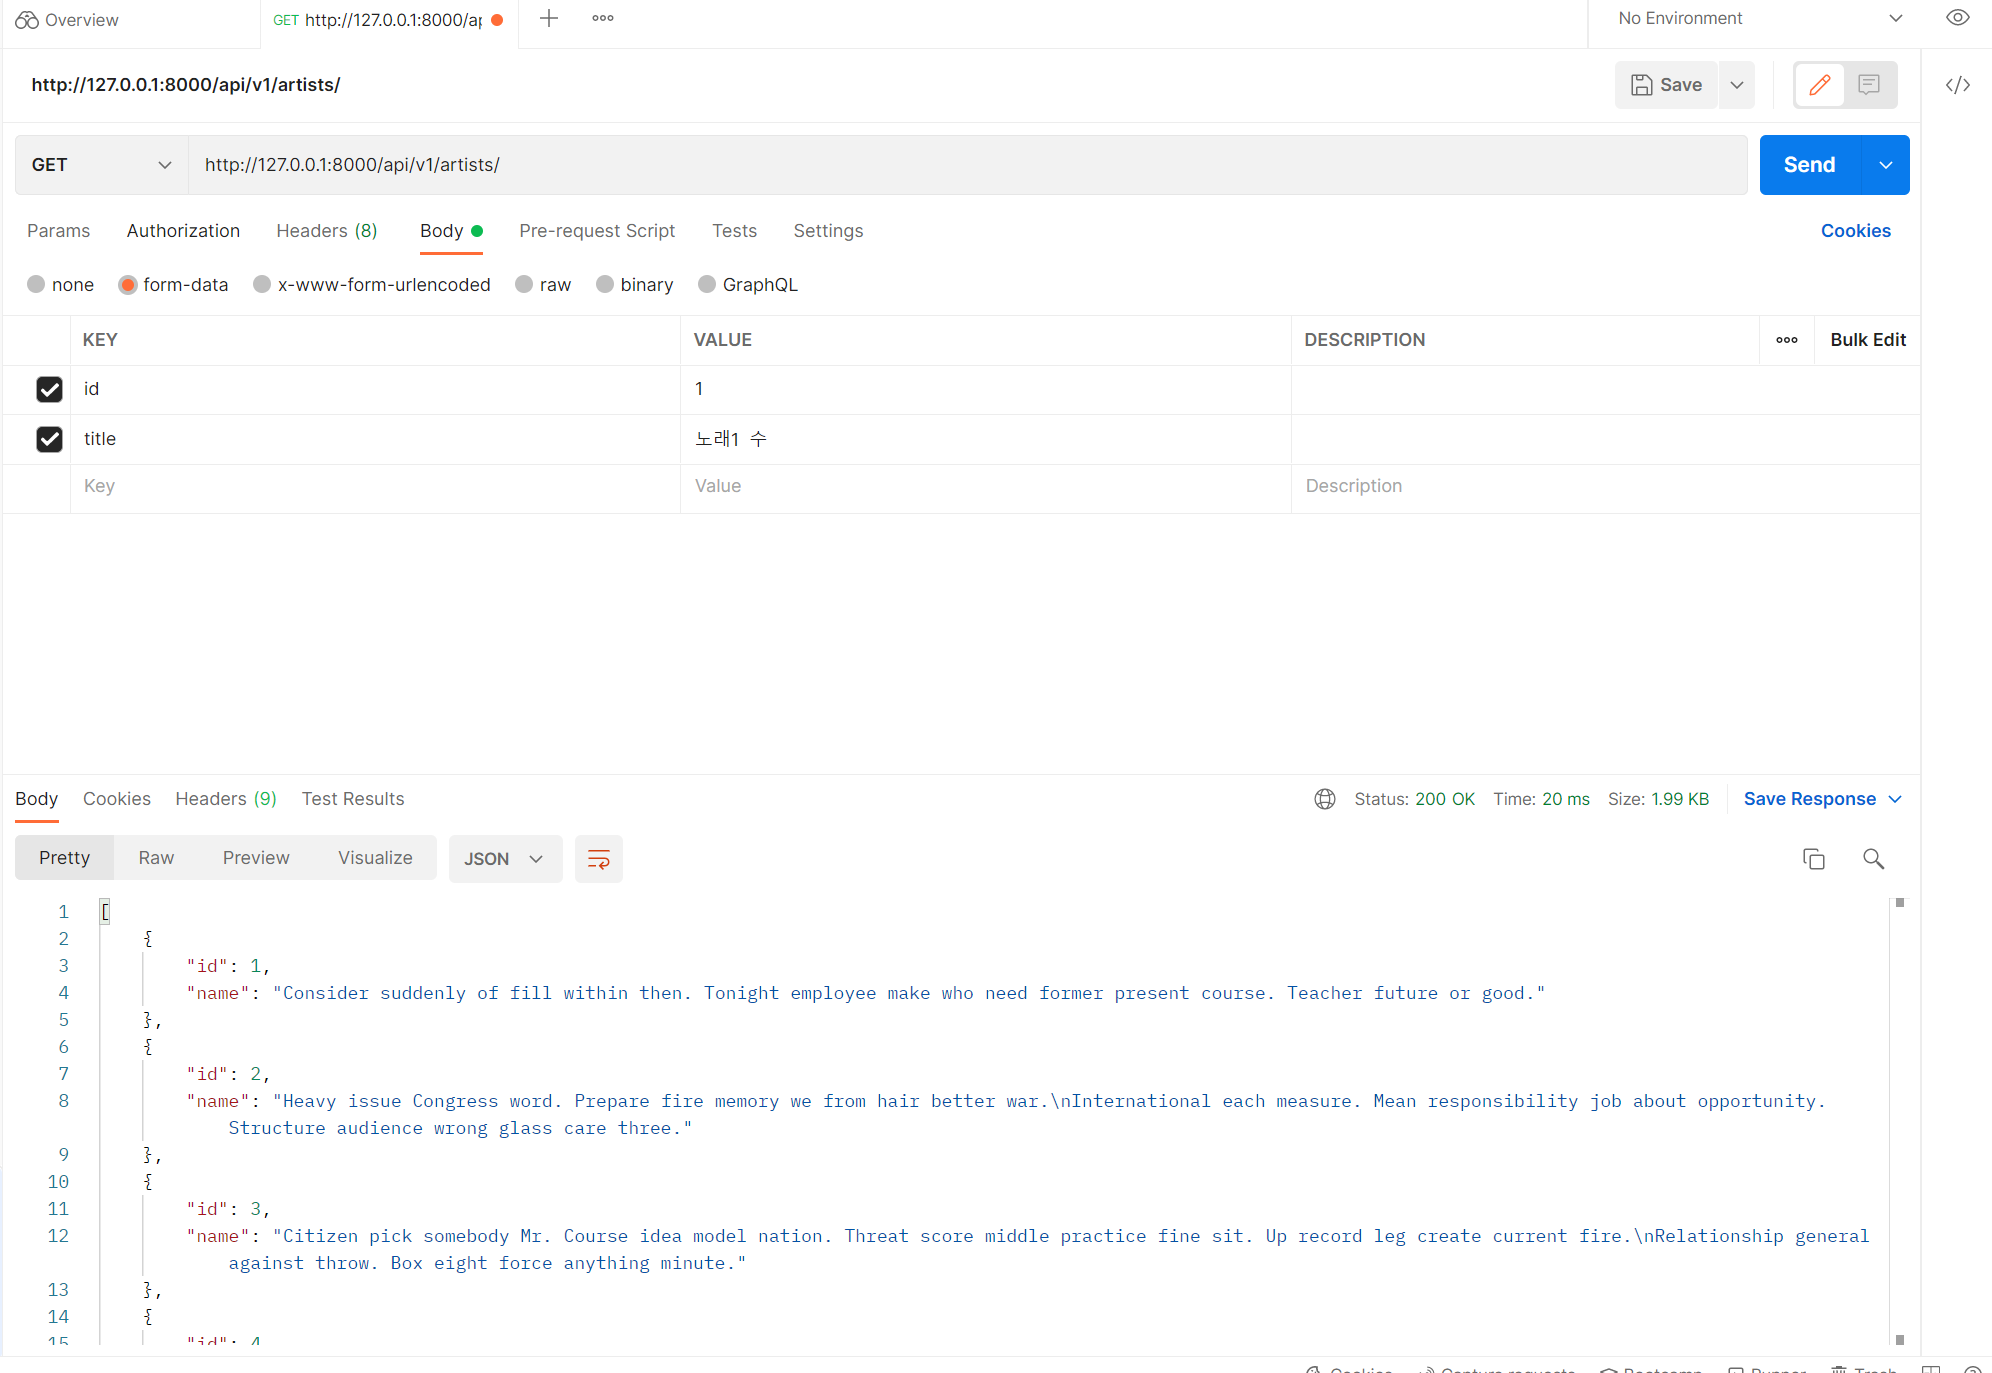 Overview
GET http://127.0.0.1:8000/ap
No Environment
http://127.0.0.1:8000/api/v1/artists/
Save
GET http://127.0.0.1:8000/api/v1/artists/
Send
Params Authorization Headers (8) Body Pre-request Script Tests Settings Cookies
none form-data x-www-form-urlencoded raw binary GraphQL
KEY VALUE DESCRIPTION Bulk Edit
id 1
title 노래1 수
Key Value Description
Body Cookies Headers (9) Test Results Status: 200 OK Time: 20 ms Size: 1.99 KB Save Response
Pretty Raw Preview Visualize JSON
1 [
2 {
3 "id": 1,
4 "name": "Consider suddenly of fill within then. Tonight employee make who need former present course. Teacher future or good."
5 },
6 {
7 "id": 2,
8 "name": "Heavy issue Congress word. Prepare fire memory we from hair better war.\nInternational each measure. Mean responsibility job about opportunity.
Structure audience wrong glass care three."
9 },
10 {
11 "id": 3,
12 "name": "Citizen pick somebody Mr. Course idea model nation. Threat score middle practice fine sit. Up record leg create current fire.\nRelationship general
against throw. Box eight force anything minute."
13 },
14 {
15 "id": 4
Cookies Capture requests Bootcamp Runner Trash